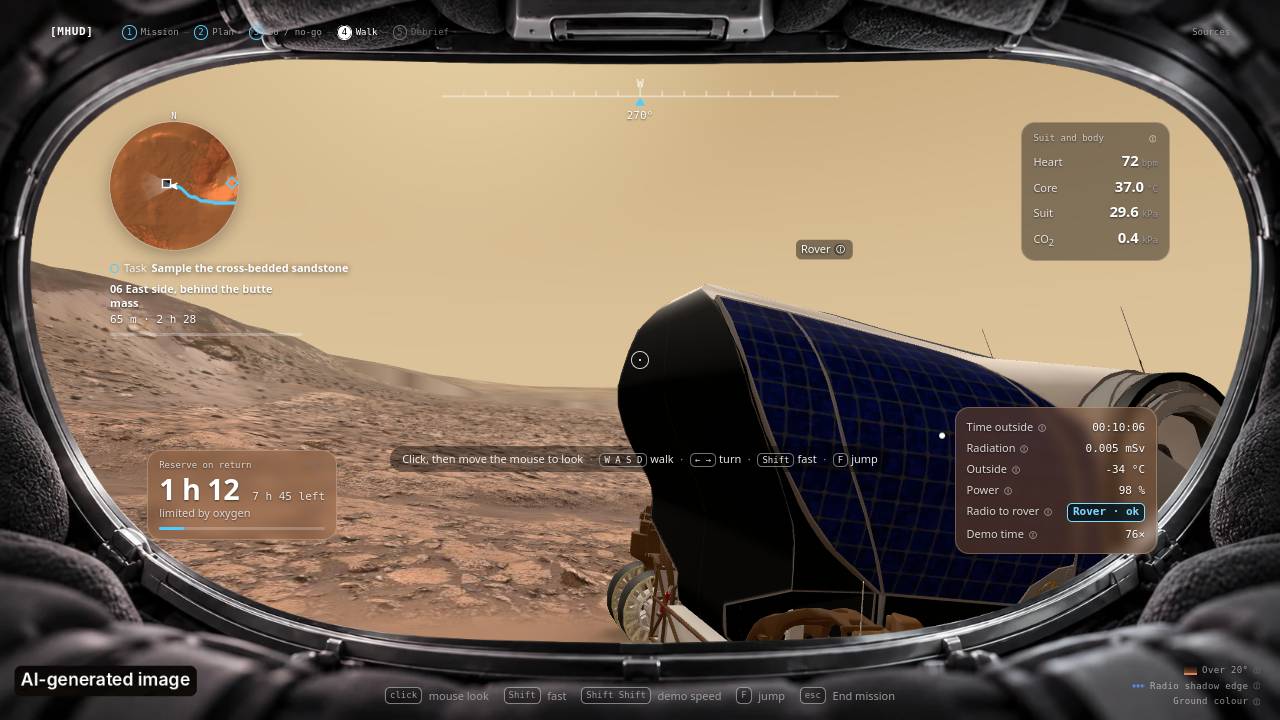 [MHUD]
1 Mission
2 Plan
3 Go / no-go
4 Walk
5 Debrief
Sources
W
270°
N
Task Sample the cross-bedded sandstone
06 East side, behind the butte
mass
65 m · 2 h 28
Suit and body
Heart 72 bpm
Core 37.0 °C
Suit 29.6 kPa
CO2 0.4 kPa
Rover
Reserve on return
1 h 12 7 h 45 left
limited by oxygen
Click, then move the mouse to look · W A S D walk · ← → turn · Shift fast · F jump
Time outside 00:10:06
Radiation 0.005 mSv
Outside -34 °C
Power 98 %
Radio to rover Rover · ok
Demo time 76×
AI-generated image
click mouse look Shift fast Shift Shift demo speed F jump esc End mission
Over 20°
Radio shadow edge
Ground colour